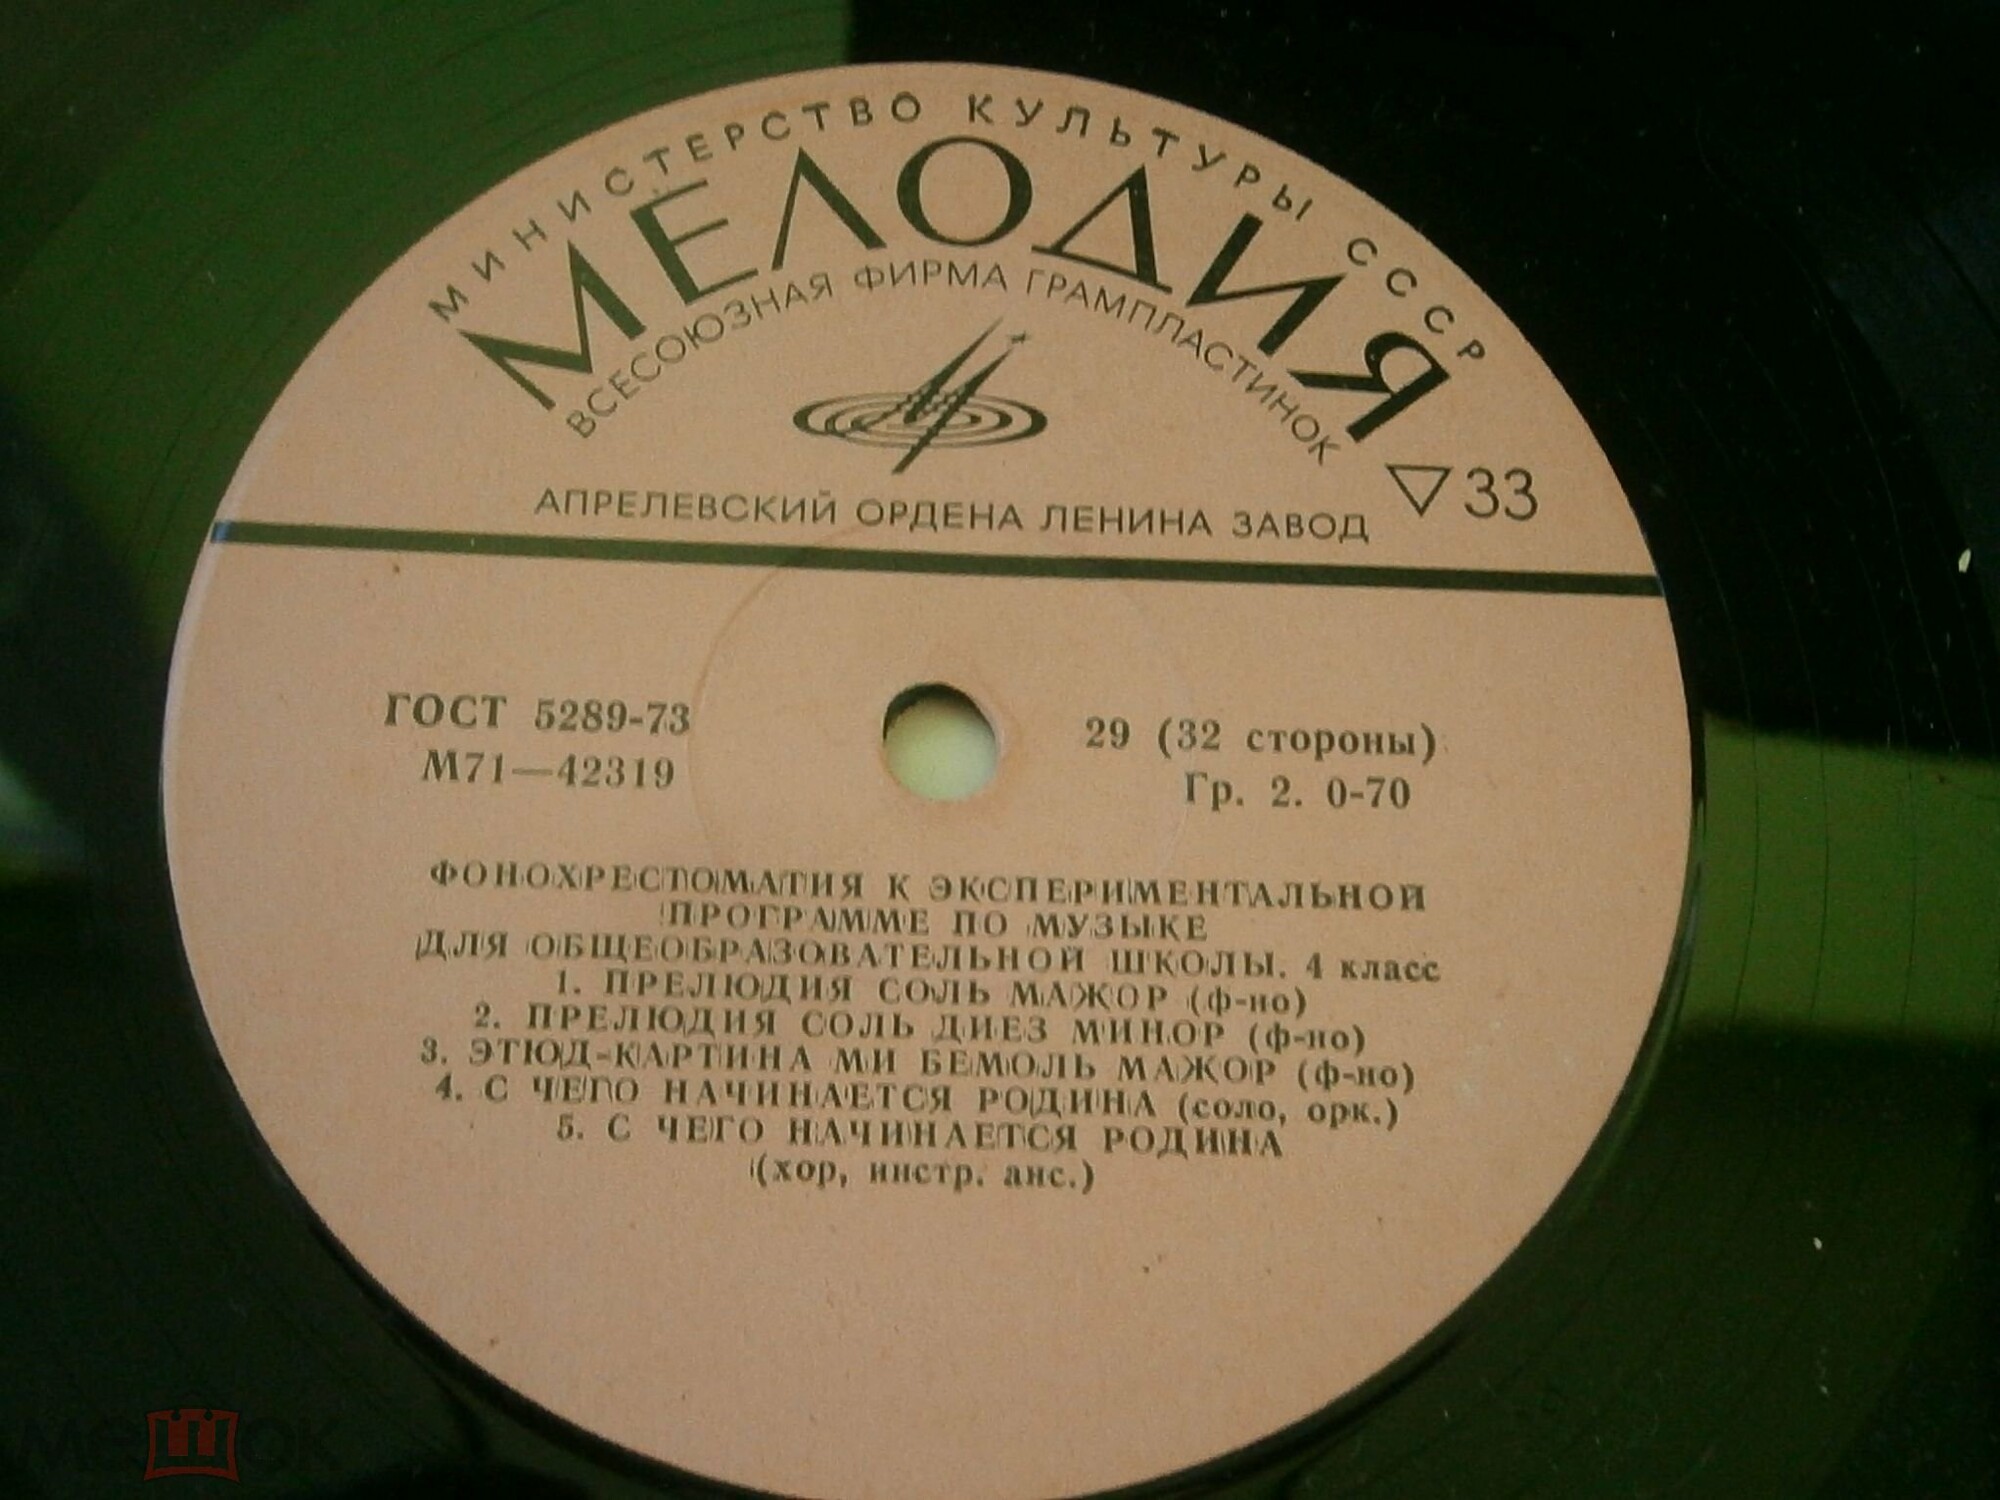 МИНИСТЕРСТВО КУЛЬТУРЫ СССР
МЕЛОДИЯ
ВСЕСОЮЗНАЯ ФИРМА ГРАМПЛАСТИНОК
АПРЕЛЕВСКИЙ ОРДЕНА ЛЕНИНА ЗАВОД
33
ГОСТ 5289-73
М71—42319
29 (32 стороны)
Гр. 2. 0-70
ФОНОХРЕСТОМАТИЯ К ЭКСПЕРИМЕНТАЛЬНОЙ
ПРОГРАММЕ ПО МУЗЫКЕ
ДЛЯ ОБЩЕОБРАЗОВАТЕЛЬНОЙ ШКОЛЫ. 4 класс
1. ПРЕЛЮДИЯ СОЛЬ МАЖОР (ф-но)
2. ПРЕЛЮДИЯ СОЛЬ ДИЕЗ МИНОР (ф-но)
3. ЭТЮД-КАРТИНА МИ БЕМОЛЬ МАЖОР (ф-но)
4. С ЧЕГО НАЧИНАЕТСЯ РОДИНА (соло, орк.)
5. С ЧЕГО НАЧИНАЕТСЯ РОДИНА
(хор, инстр. анс.)
мешок